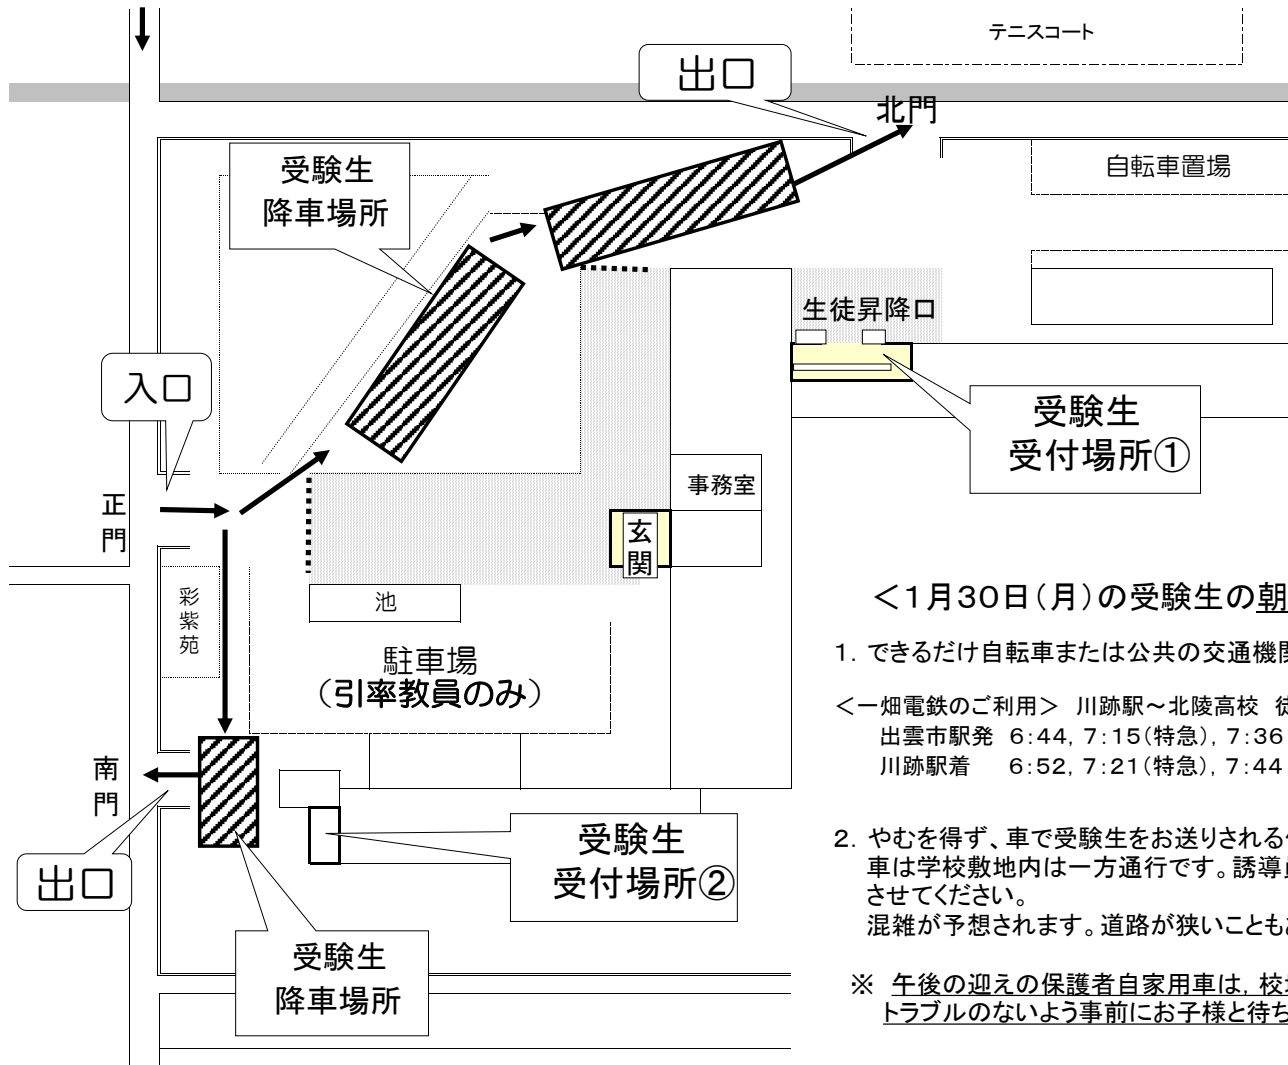 テニスコート
出口
北門
受験生
降車場所
自転車置場
生徒昇降口
入口
受験生
受付場所①
正
門
事務室
玄
関
彩
紫
苑
池
駐車場
（引率教員のみ）
南
門
出口
受験生
受付場所②
受験生
降車場所
＜1月30日（月）の受験生の朝
1. できるだけ自転車または公共の交通機関
＜一畑電鉄のご利用＞ 川跡駅～北陵高校 徒
出雲市駅発 6:44, 7:15(特急), 7:36
川跡駅着 6:52, 7:21(特急), 7:44
2. やむを得ず、車で受験生をお送りされる
車は学校敷地内は一方通行です。誘導員
させてください。
混雑が予想されます。道路が狭いことも
※ 午後の迎えの保護者自家用車は, 校
トラブルのないよう事前にお子様と待ち